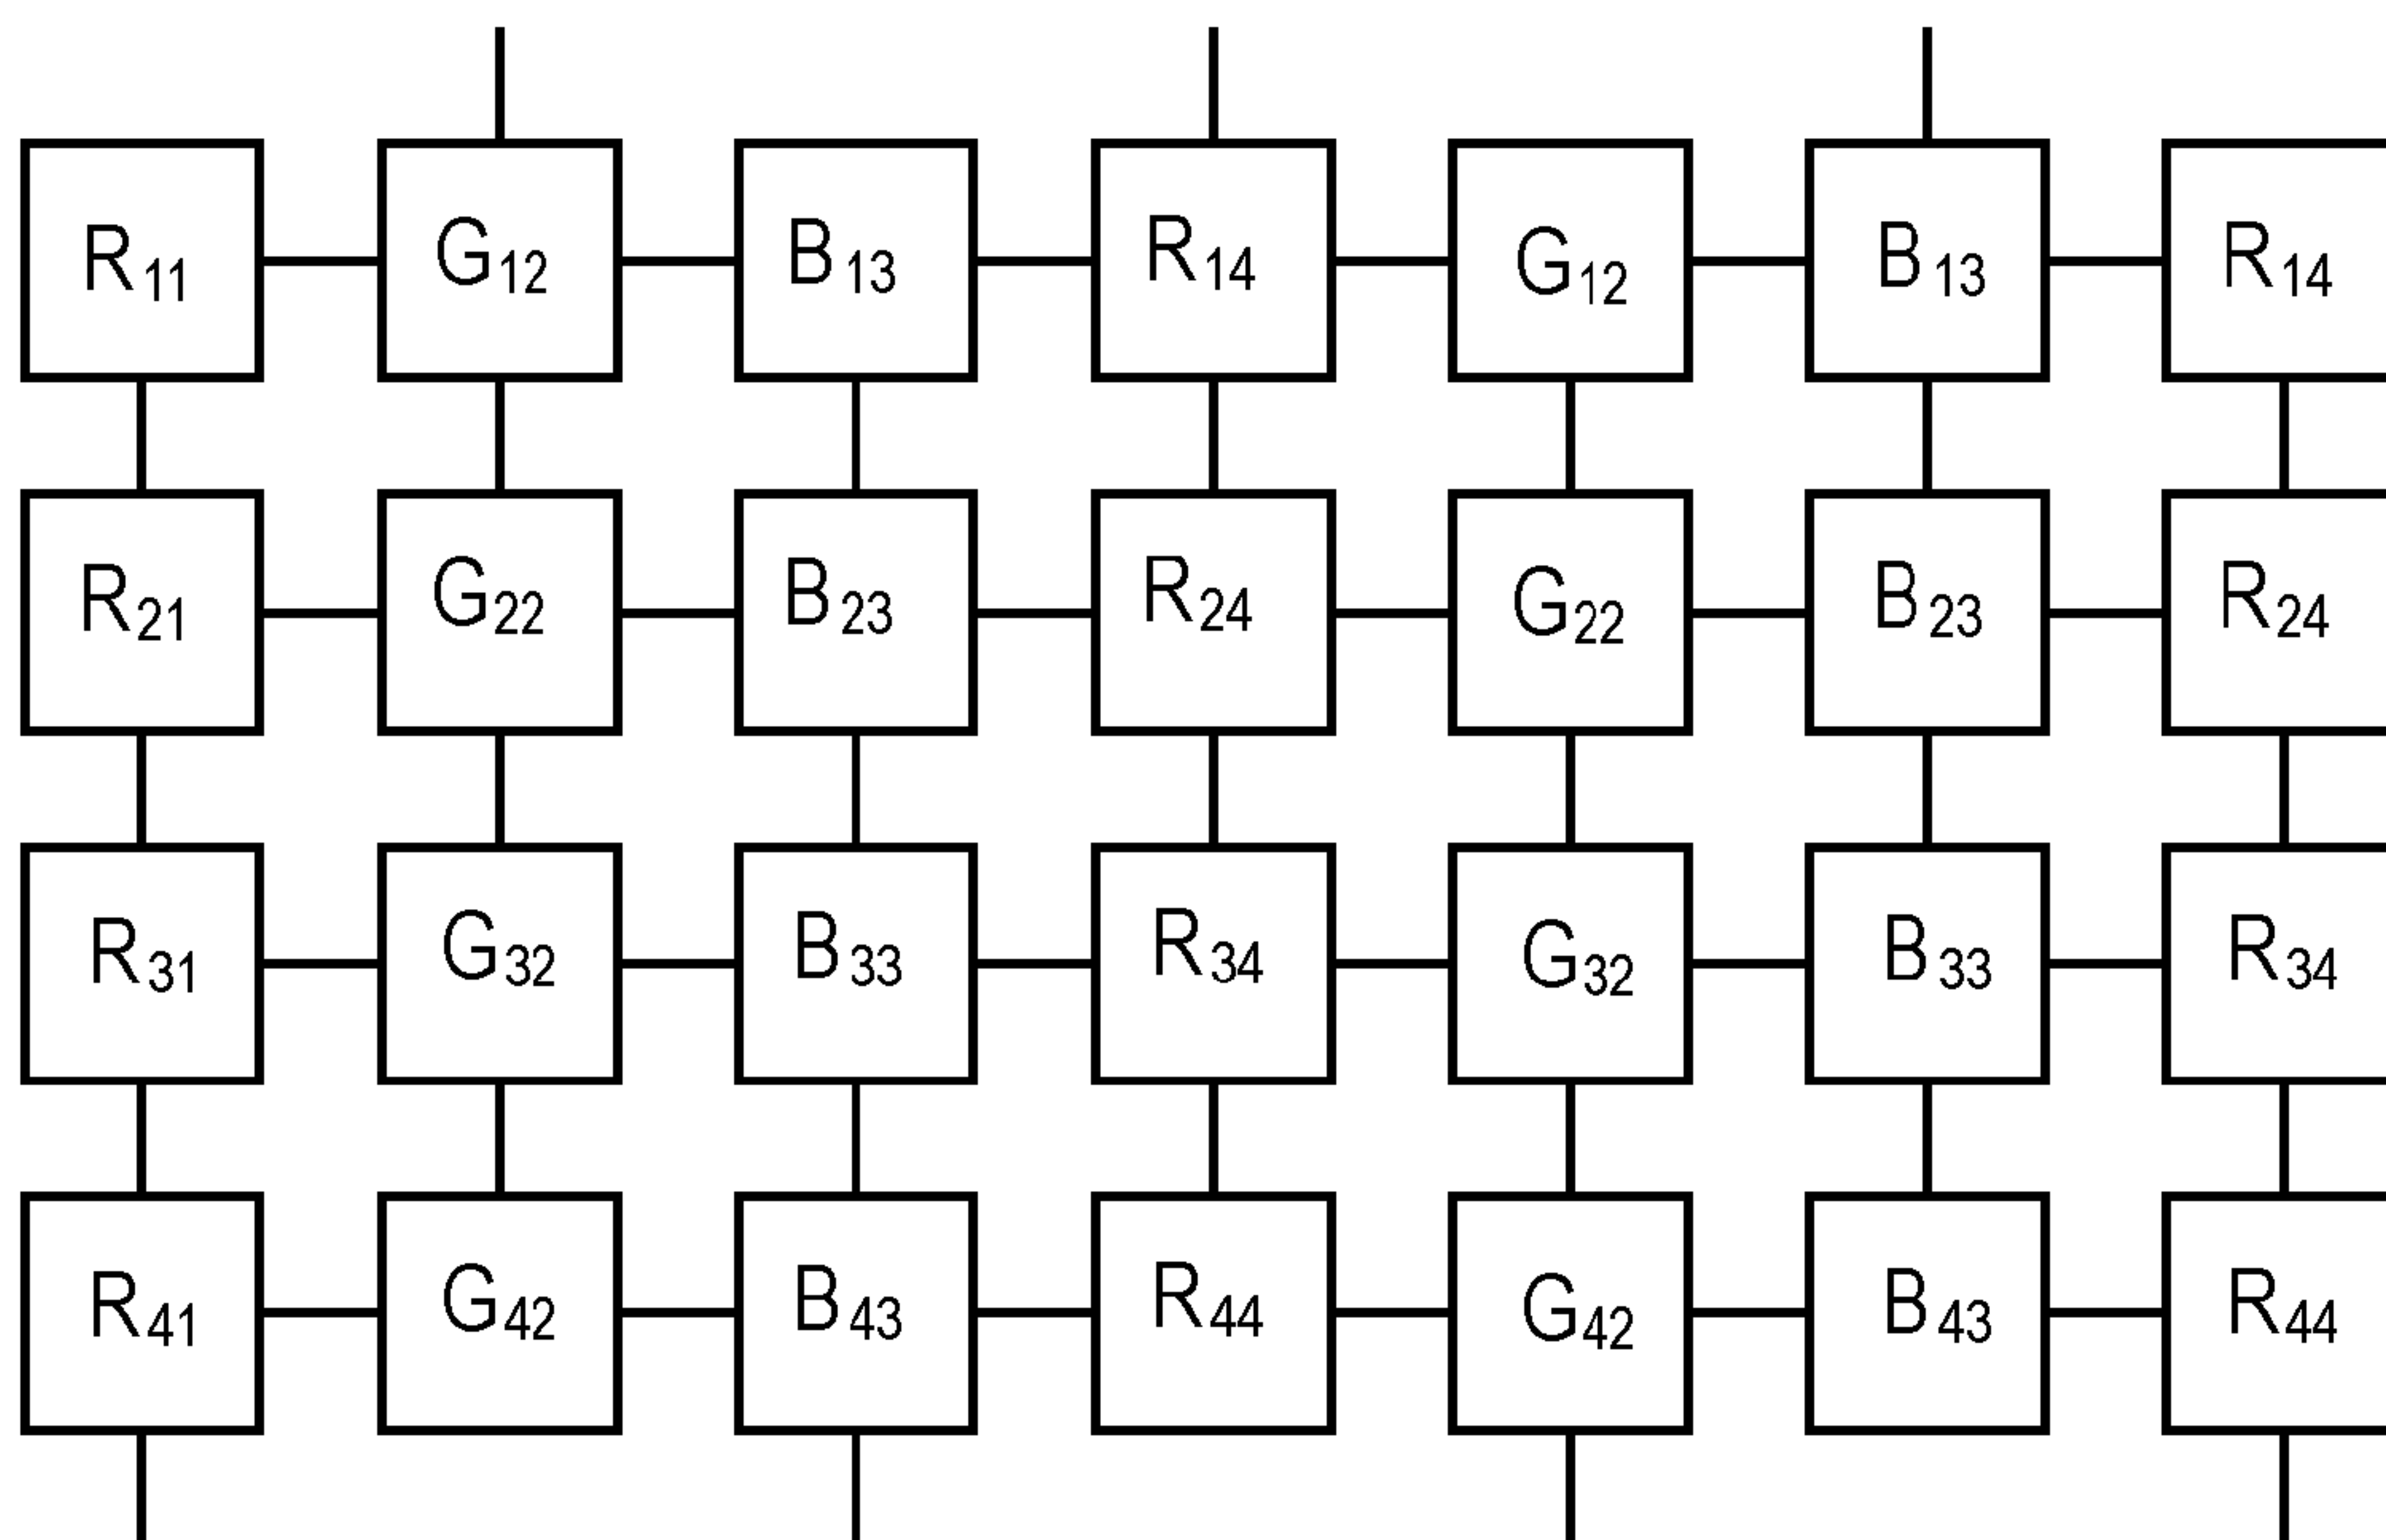 R11 G12 B13 R14 G12 B13 R14
R21 G22 B23 R24 G22 B23 R24
R31 G32 B33 R34 G32 B33 R34
R41 G42 B43 R44 G42 B43 R44